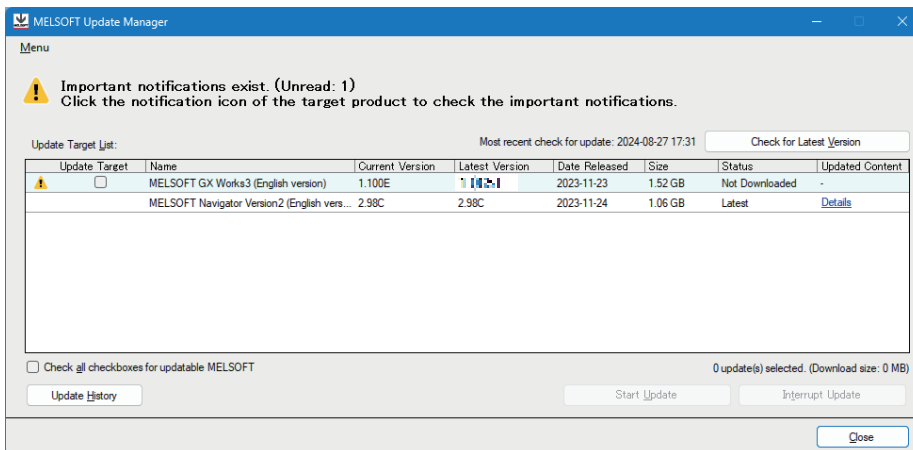 MELSOFT Update Manager
Menu
Important notifications exist. (Unread: 1)
Click the notification icon of the target product to check the important notifications.
Update Target List:
Most recent check for update: 2024-08-27 17:31
Check for Latest Version
Update Target Name Current Version Latest Version Date Released Size Status Updated Content
MELSOFT GX Works3 (English version) 1.100E 2023-11-23 1.52 GB Not Downloaded -
MELSOFT Navigator Version2 (English vers... 2.98C 2.98C 2023-11-24 1.06 GB Latest Details
Check all checkboxes for updatable MELSOFT
0 update(s) selected. (Download size: 0 MB)
Update History
Start Update
Interrupt Update
Close